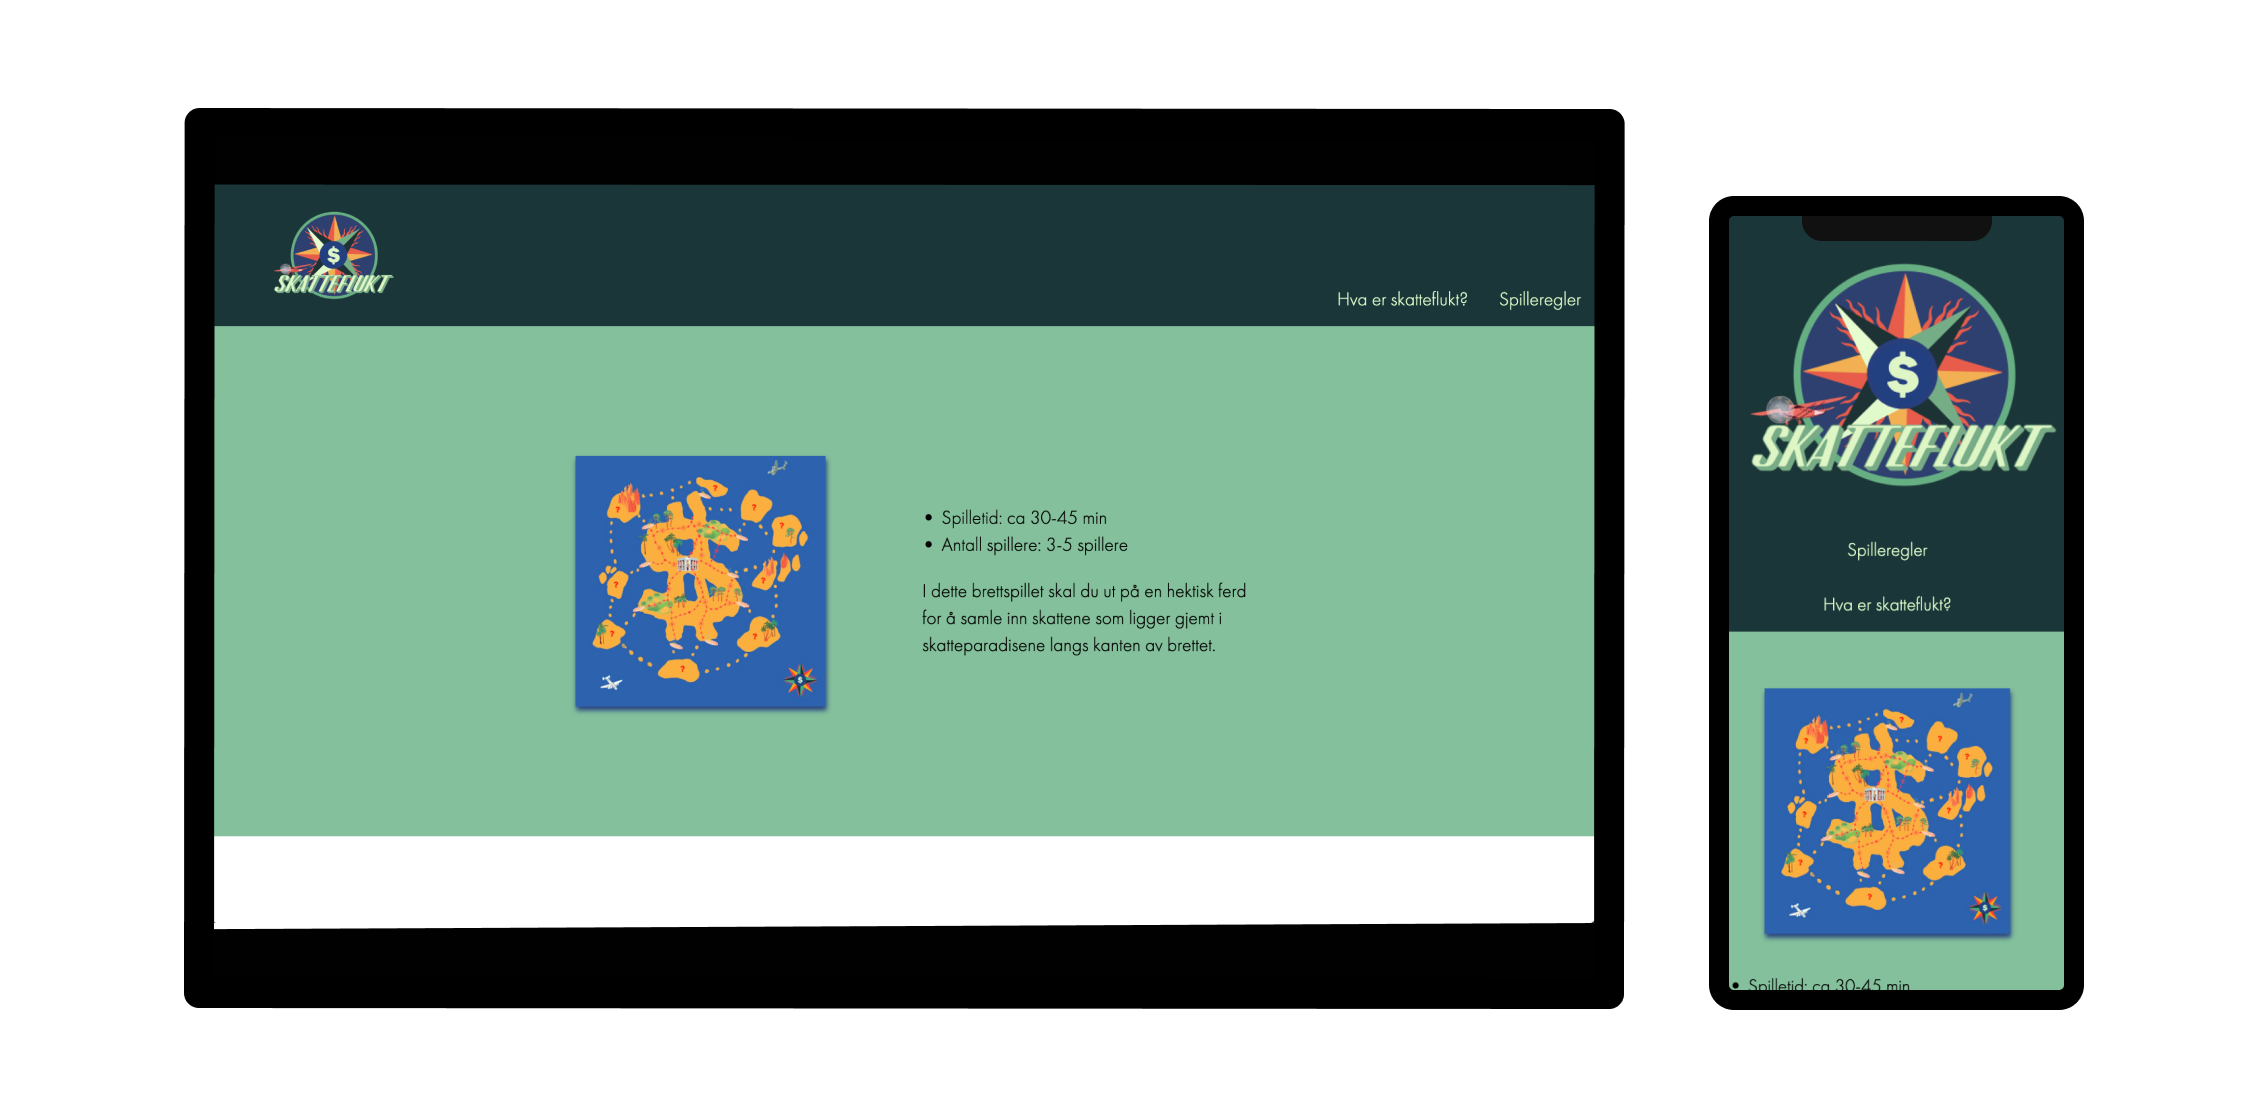 $
SKATTEFLUKT
Hva er skatteflukt?
Spilleregler
? ? ? ? ? ? ? ? ?
$
• Spilletid: ca 30-45 min
• Antall spillere: 3-5 spillere
I dette brettspillet skal du ut på en hektisk ferd
for å samle inn skattene som ligger gjemt i
skatteparadisene langs kanten av brettet.
$
SKATTEFLUKT
Spilleregler
Hva er skatteflukt?
? ? ? ? ? ? ? ? ?
$
• Spilletid: ca 30-45 min